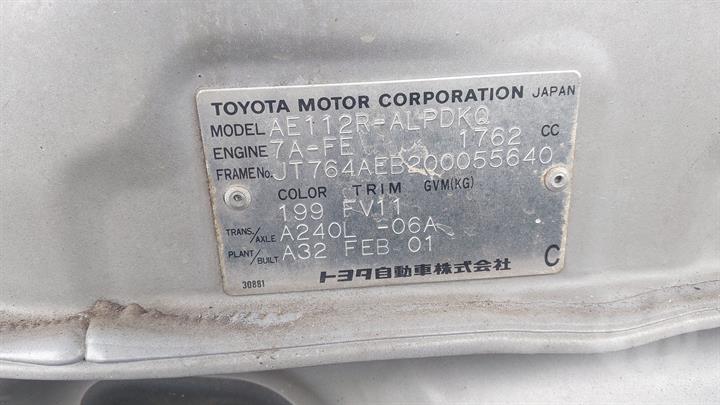 TOYOTA MOTOR CORPORATION JAPAN
MODEL AE112R-ALPDKQ
ENGINE 7A-FE 1762 CC
FRAME No. JT764AEB200055640
COLOR TRIM GVM(KG)
199 FV11
TRANS./AXLE A240L -06A
PLANT/BUILT A32 FEB 01
トヨタ自動車株式会社 C
30881